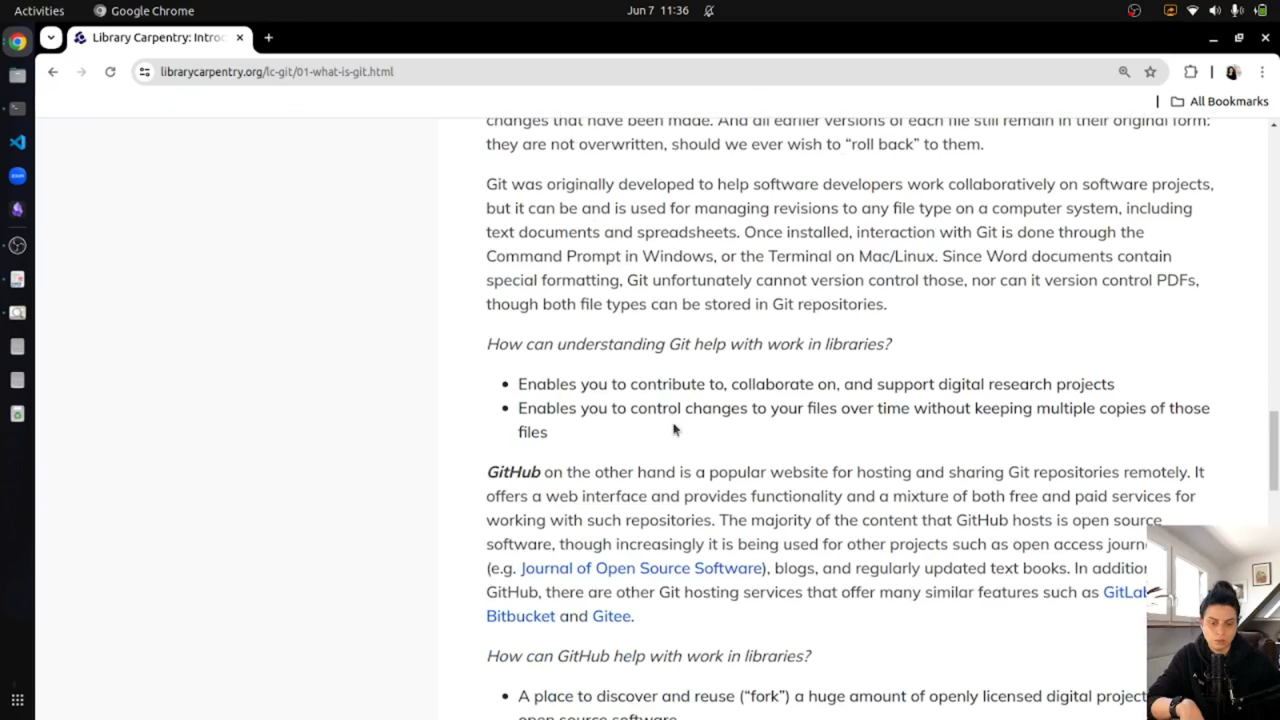 Activities
Google Chrome
Jun 7 11:36
Library Carpentry: Intro
librarycarpentry.org/lc-git/01-what-is-git.html
All Bookmarks
changes that have been made. And all earlier versions of each file still remain in their original form:
they are not overwritten, should we ever wish to “roll back” to them.
Git was originally developed to help software developers work collaboratively on software projects,
but it can be and is used for managing revisions to any file type on a computer system, including
text documents and spreadsheets. Once installed, interaction with Git is done through the
Command Prompt in Windows, or the Terminal on Mac/Linux. Since Word documents contain
special formatting, Git unfortunately cannot version control those, nor can it version control PDFs,
though both file types can be stored in Git repositories.
How can understanding Git help with work in libraries?
• Enables you to contribute to, collaborate on, and support digital research projects
• Enables you to control changes to your files over time without keeping multiple copies of those
files
GitHub on the other hand is a popular website for hosting and sharing Git repositories remotely. It
offers a web interface and provides functionality and a mixture of both free and paid services for
working with such repositories. The majority of the content that GitHub hosts is open source
software, though increasingly it is being used for other projects such as open access journ
(e.g. Journal of Open Source Software), blogs, and regularly updated text books. In addition
GitHub, there are other Git hosting services that offer many similar features such as GitLab
Bitbucket and Gitee.
How can GitHub help with work in libraries?
• A place to discover and reuse (“fork”) a huge amount of openly licensed digital project
open source software